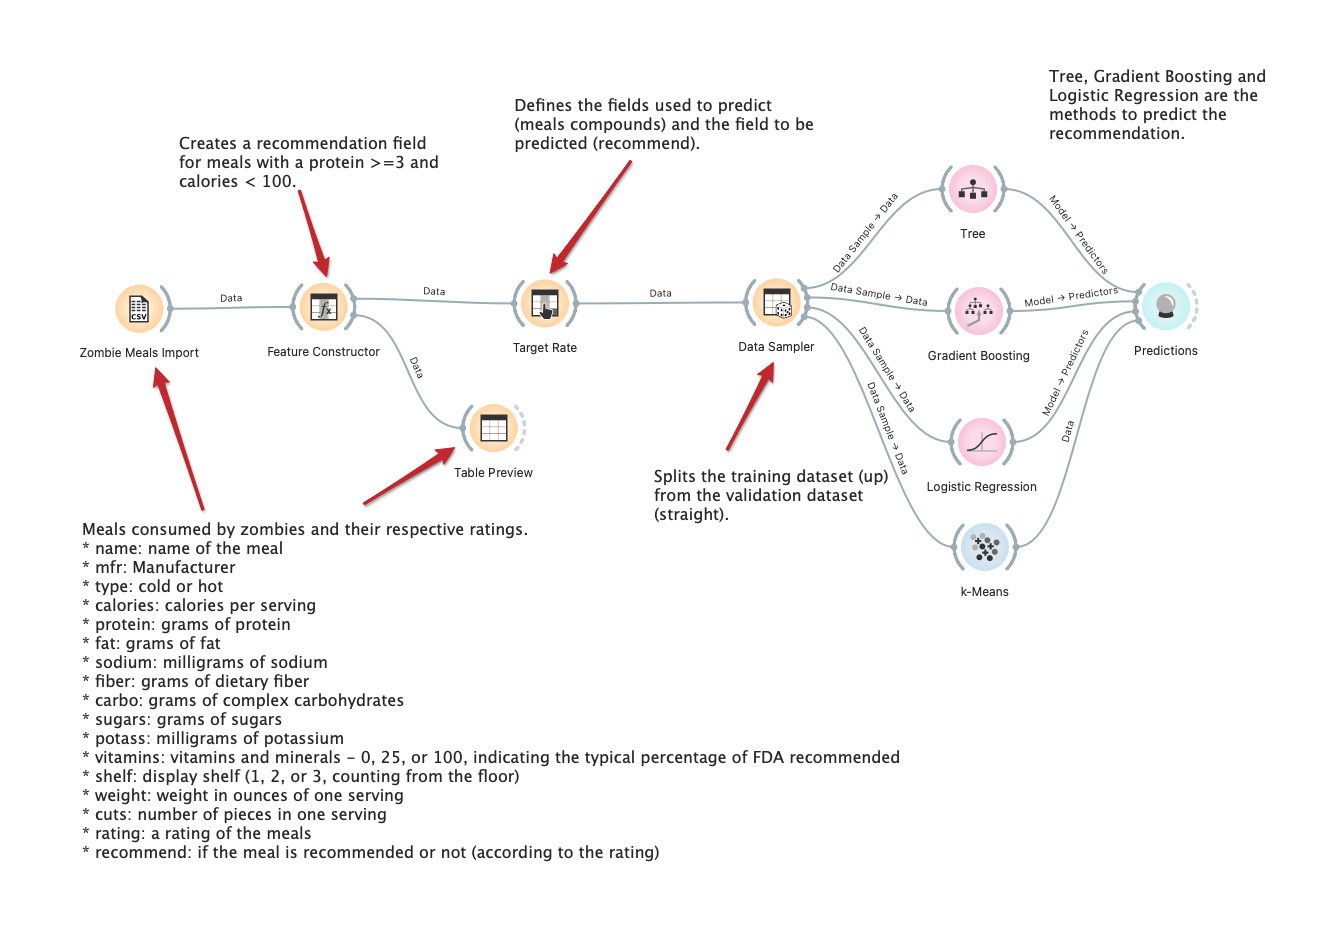 Tree, Gradient Boosting and
Logistic Regression are the
methods to predict the
recommendation.
Defines the fields used to predict
(meals compounds) and the field to be
predicted (recommend).
Creates a recommendation field
for meals with a protein >=3 and
calories < 100.
CSV
Zombie Meals Import
Data
fx
Feature Constructor
Data
Data
Target Rate
Data
Table Preview
Data Sampler
Data Sample → Data
Data Sample → Data
Data Sample → Data
Data Sample → Data
Tree
Gradient Boosting
Logistic Regression
k-Means
Model → Predictors
Model → Predictors
Model → Predictors
Data
Predictions
Splits the training dataset (up)
from the validation dataset
(straight).
Meals consumed by zombies and their respective ratings.
* name: name of the meal
* mfr: Manufacturer
* type: cold or hot
* calories: calories per serving
* protein: grams of protein
* fat: grams of fat
* sodium: milligrams of sodium
* fiber: grams of dietary fiber
* carbo: grams of complex carbohydrates
* sugars: grams of sugars
* potass: milligrams of potassium
* vitamins: vitamins and minerals - 0, 25, or 100, indicating the typical percentage of FDA recommended
* shelf: display shelf (1, 2, or 3, counting from the floor)
* weight: weight in ounces of one serving
* cuts: number of pieces in one serving
* rating: a rating of the meals
* recommend: if the meal is recommended or not (according to the rating)